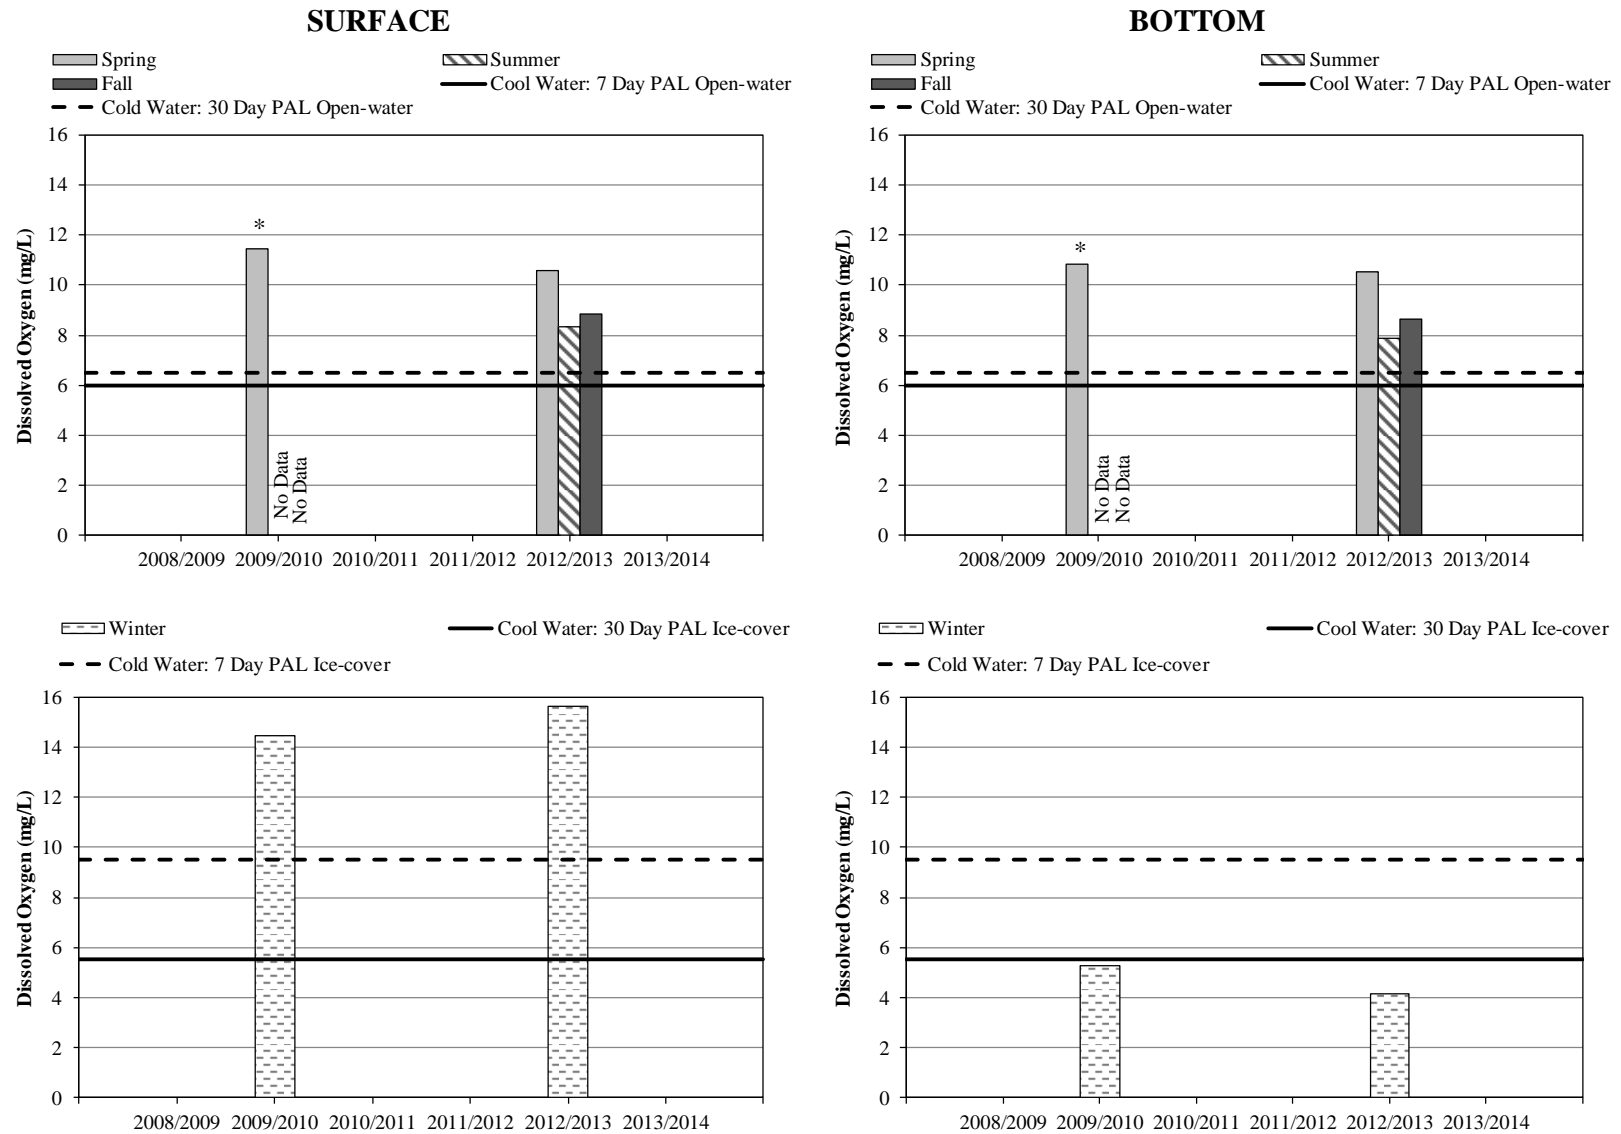 SURFACE
Spring
Summer
Fall
Cool Water: 7 Day PAL Open-water
Cold Water: 30 Day PAL Open-water
16
14
12
10
8
6
4
2
0
Dissolved Oxygen (mg/L)
*
No Data
No Data
2008/2009 2009/2010 2010/2011 2011/2012 2012/2013 2013/2014
BOTTOM
Spring
Summer
Fall
Cool Water: 7 Day PAL Open-water
Cold Water: 30 Day PAL Open-water
16
14
12
10
8
6
4
2
0
Dissolved Oxygen (mg/L)
*
No Data
No Data
2008/2009 2009/2010 2010/2011 2011/2012 2012/2013 2013/2014
Winter
Cool Water: 30 Day PAL Ice-cover
Cold Water: 7 Day PAL Ice-cover
16
14
12
10
8
6
4
2
0
Dissolved Oxygen (mg/L)
2008/2009 2009/2010 2010/2011 2011/2012 2012/2013 2013/2014
Winter
Cool Water: 30 Day PAL Ice-cover
Cold Water: 7 Day PAL Ice-cover
16
14
12
10
8
6
4
2
0
Dissolved Oxygen (mg/L)
2008/2009 2009/2010 2010/2011 2011/2012 2012/2013 2013/2014